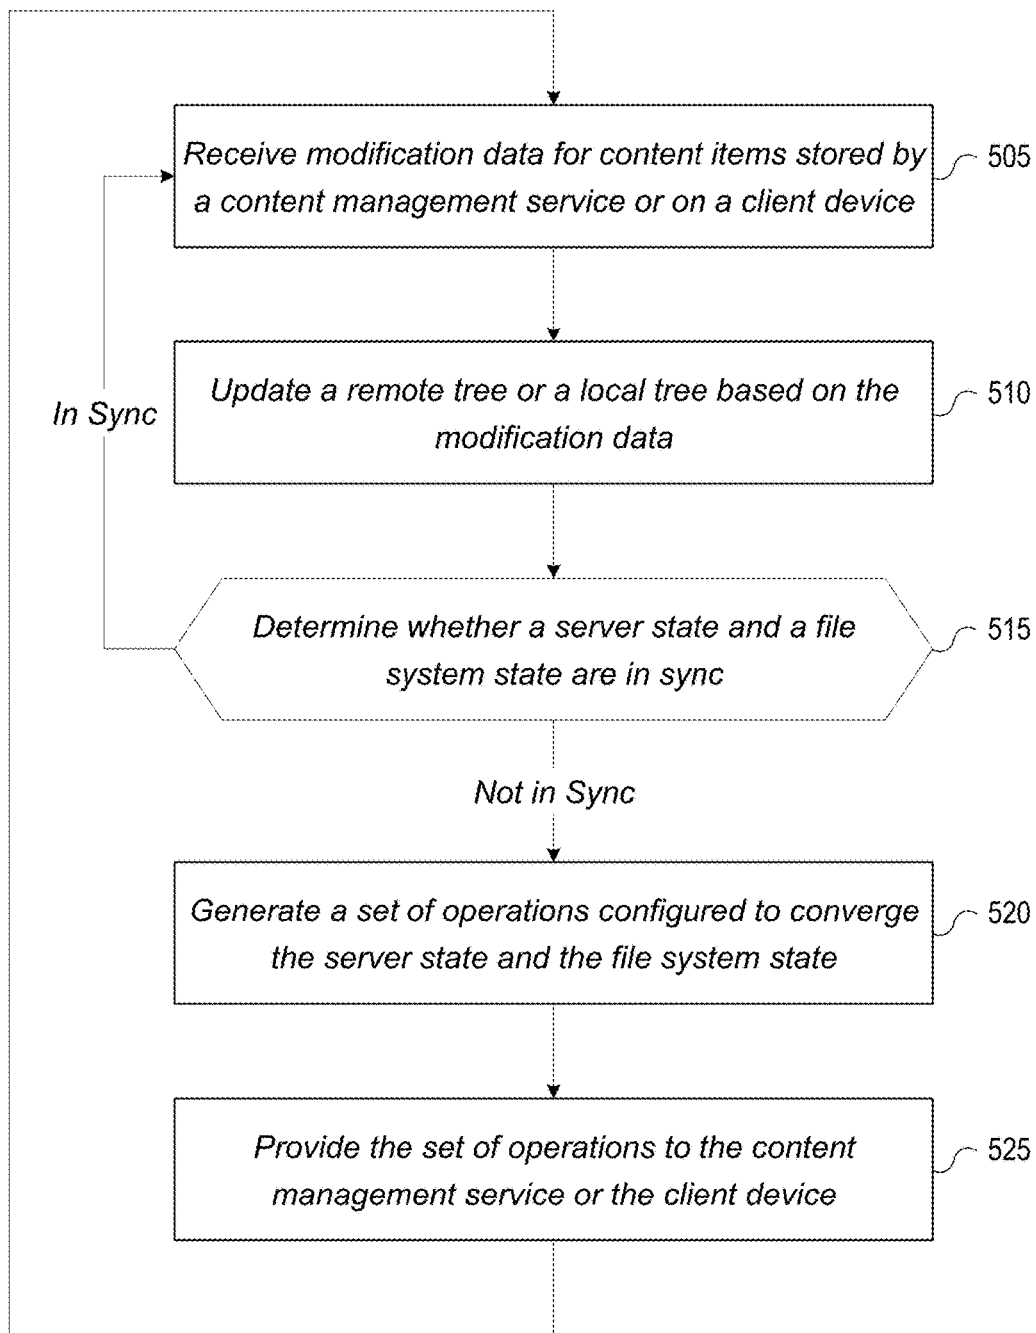 Receive modification data for content items stored by
a content management service or on a client device
505
Update a remote tree or a local tree based on the
modification data
510
In Sync
Determine whether a server state and a file
system state are in sync
515
Not in Sync
Generate a set of operations configured to converge
the server state and the file system state
520
Provide the set of operations to the content
management service or the client device
525